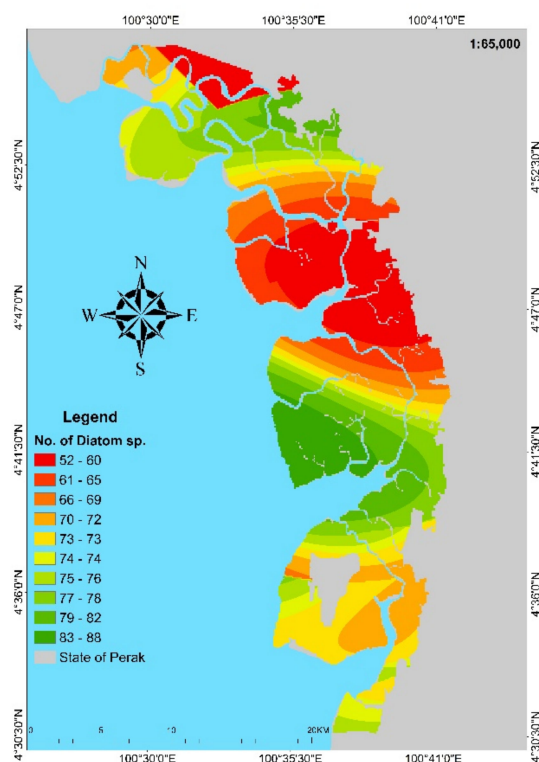 100°30'0"E 100°35'30"E 100°41'0"E
1:65,000
4°52'30"N 4°52'30"N
N
W E
S
4°47'0"N 4°47'0"N
Legend
No. of Diatom sp.
52 - 60
61 - 65
66 - 69
70 - 72
73 - 73
74 - 74
75 - 76
77 - 78
79 - 82
83 - 88
State of Perak
4°41'30"N 4°41'30"N
4°36'0"N 4°36'0"N
0 5 10 20KM
4°30'30"N 4°30'30"N
100°30'0"E 100°35'30"E 100°41'0"E